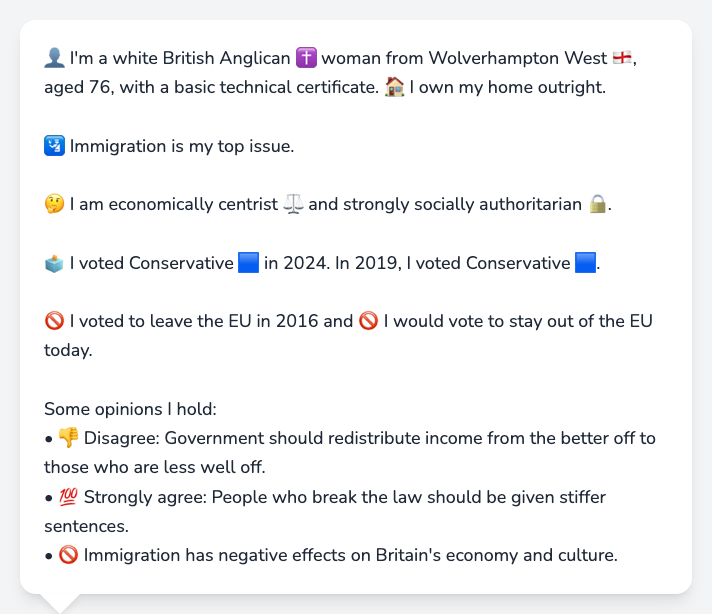 👤 I'm a white British Anglican ✝️ woman from Wolverhampton West 🏴󠁧󠁢󠁥󠁮󠁧󠁿,
aged 76, with a basic technical certificate. 🏠 I own my home outright.
🛂 Immigration is my top issue.
🤔 I am economically centrist ⚖️ and strongly socially authoritarian 🔒.
🗳️ I voted Conservative 🟦 in 2024. In 2019, I voted Conservative 🟦.
🚫 I voted to leave the EU in 2016 and 🚫 I would vote to stay out of the EU
today.
Some opinions I hold:
• 👎 Disagree: Government should redistribute income from the better off to
those who are less well off.
• 💯 Strongly agree: People who break the law should be given stiffer
sentences.
• 🚫 Immigration has negative effects on Britain's economy and culture.